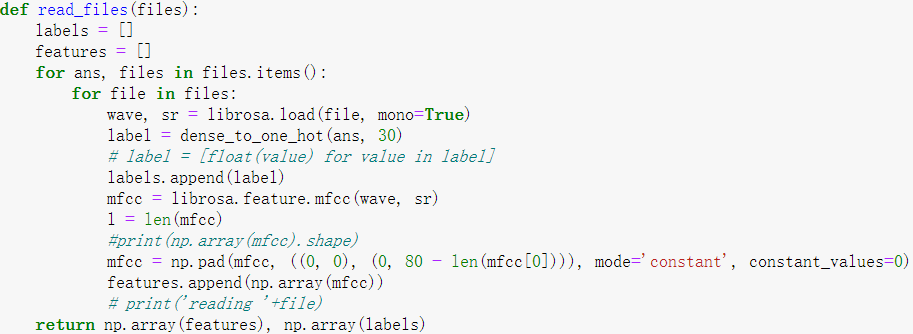 def read_files(files):
    labels = []
    features = []
    for ans, files in files.items():
        for file in files:
            wave, sr = librosa.load(file, mono=True)
            label = dense_to_one_hot(ans, 30)
            # label = [float(value) for value in label]
            labels.append(label)
            mfcc = librosa.feature.mfcc(wave, sr)
            l = len(mfcc)
            #print(np.array(mfcc).shape)
            mfcc = np.pad(mfcc, ((0, 0), (0, 80 - len(mfcc[0]))), mode='constant', constant_values=0)
            features.append(np.array(mfcc))
            # print('reading '+file)
    return np.array(features), np.array(labels)